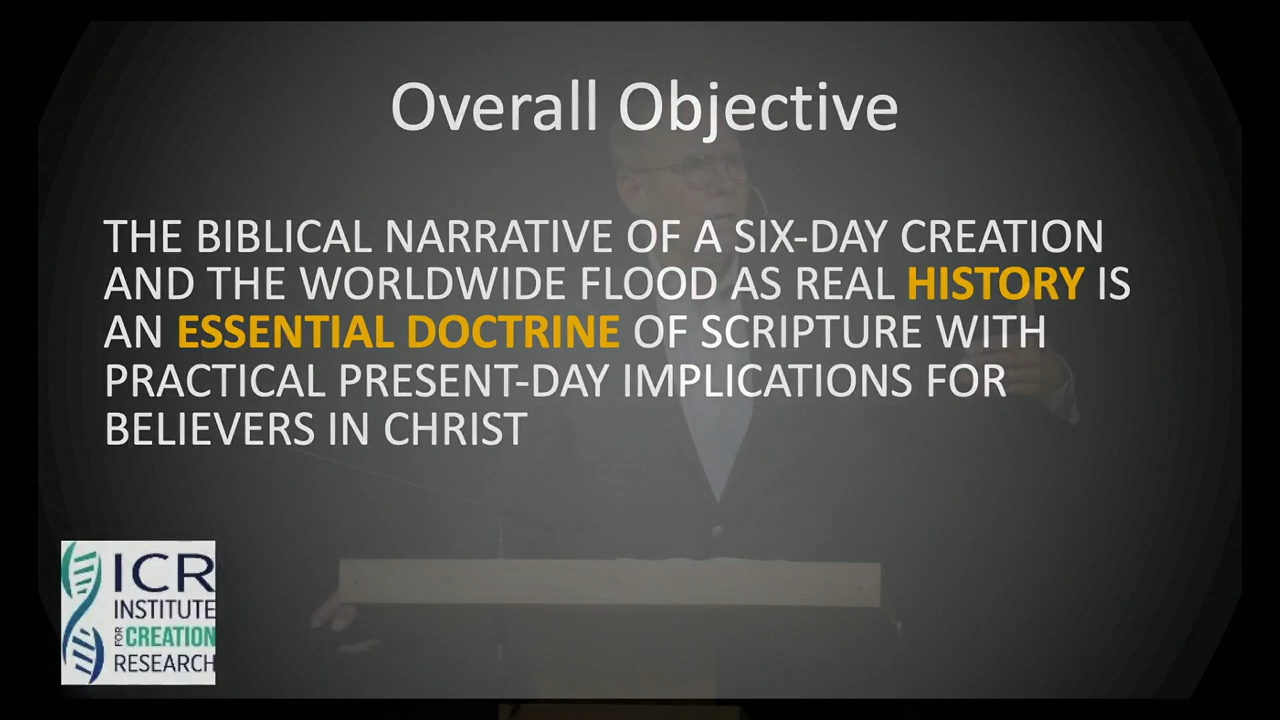 Overall Objective
THE BIBLICAL NARRATIVE OF A SIX-DAY CREATION
AND THE WORLDWIDE FLOOD AS REAL HISTORY IS
AN ESSENTIAL DOCTRINE OF SCRIPTURE WITH
PRACTICAL PRESENT-DAY IMPLICATIONS FOR
BELIEVERS IN CHRIST
ICR
INSTITUTE
FOR CREATION
RESEARCH